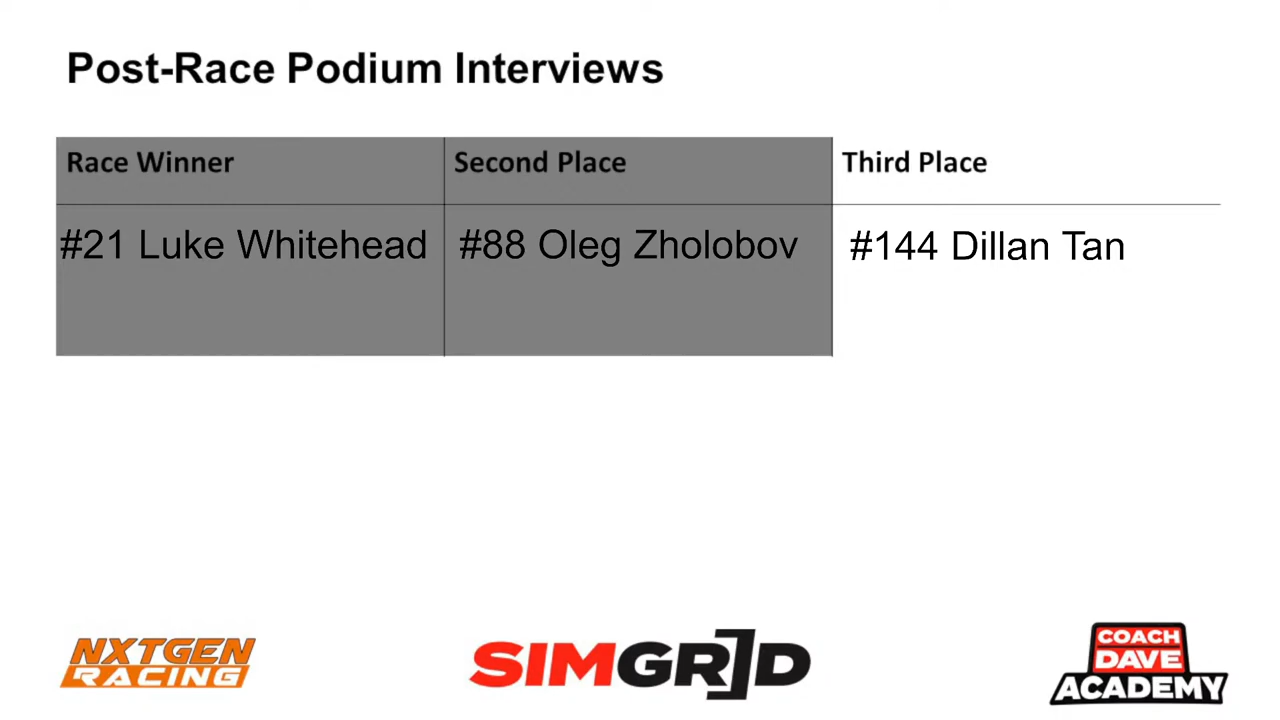 Post-Race Podium Interviews
Race Winner Second Place Third Place
#21 Luke Whitehead #88 Oleg Zholobov #144 Dillan Tan
NXTGEN
RACING
SIMGRID
COACH
DAVE
ACADEMY